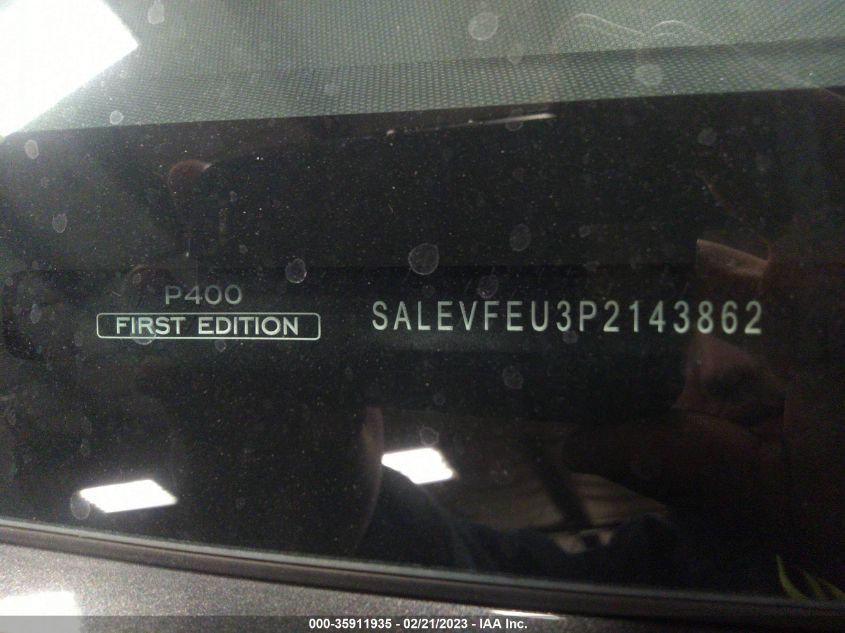 P400
FIRST EDITION
SALEVFEU3P2143862
000-35911935 - 02/21/2023 - IAA Inc.